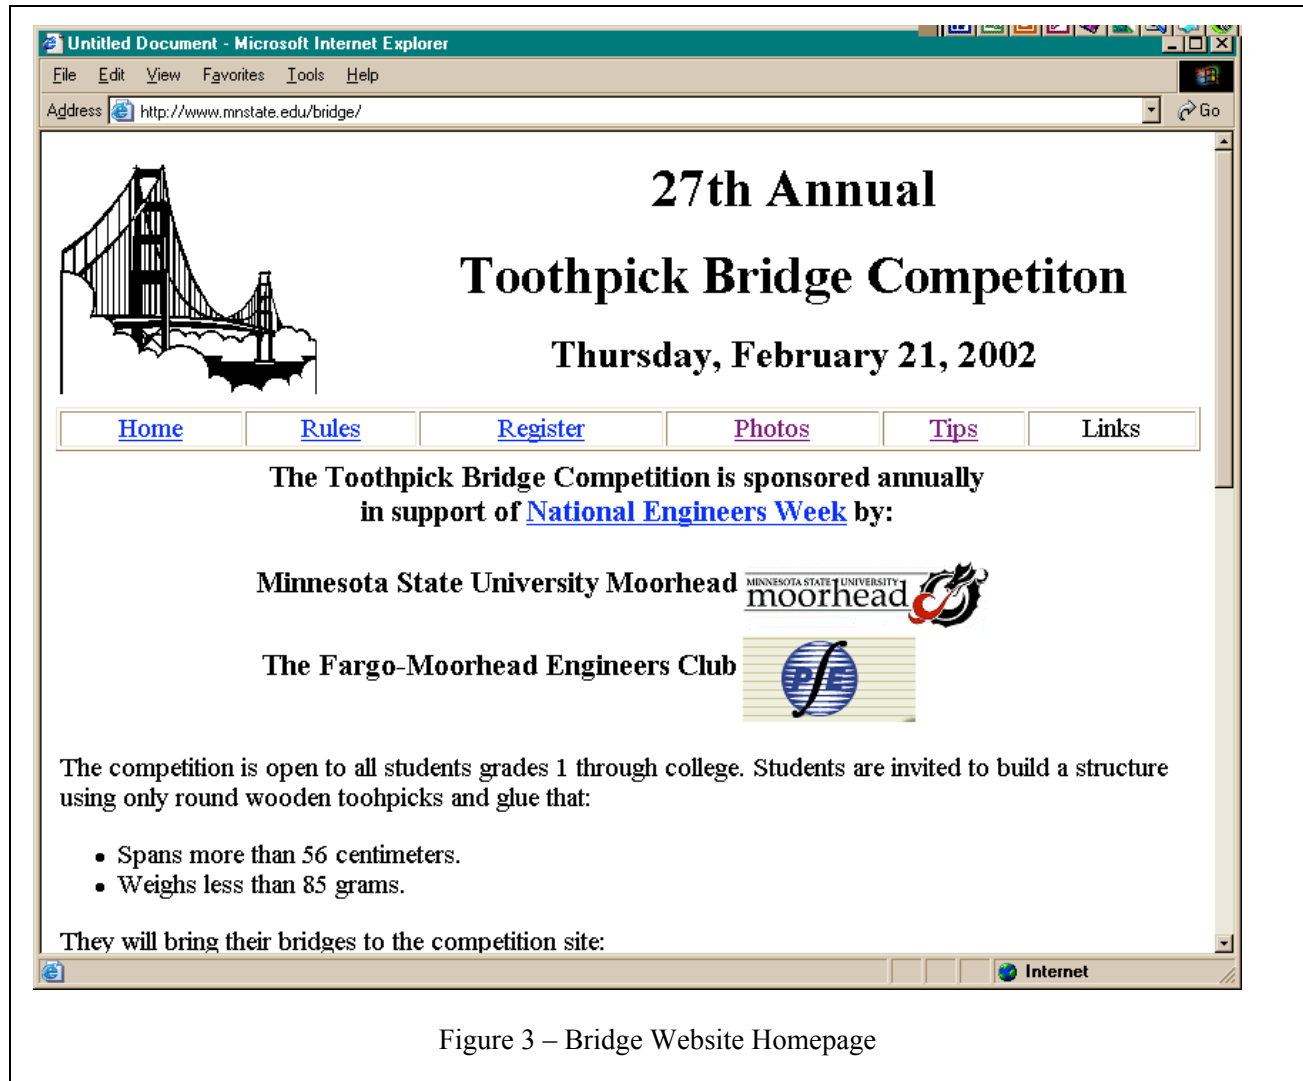 Untitled Document - Microsoft Internet Explorer
File Edit View Favorites Tools Help
Address http://www.mnstate.edu/bridge/ Go
27th Annual
Toothpick Bridge Competiton
Thursday, February 21, 2002
Home Rules Register Photos Tips Links
The Toothpick Bridge Competition is sponsored annually
in support of National Engineers Week by:
Minnesota State University Moorhead MINNESOTA STATE UNIVERSITY
moorhead
The Fargo-Moorhead Engineers Club P E
The competition is open to all students grades 1 through college. Students are invited to build a structure
using only round wooden toohpicks and glue that:
• Spans more than 56 centimeters.
• Weighs less than 85 grams.
They will bring their bridges to the competition site:
Internet
Figure 3 – Bridge Website Homepage